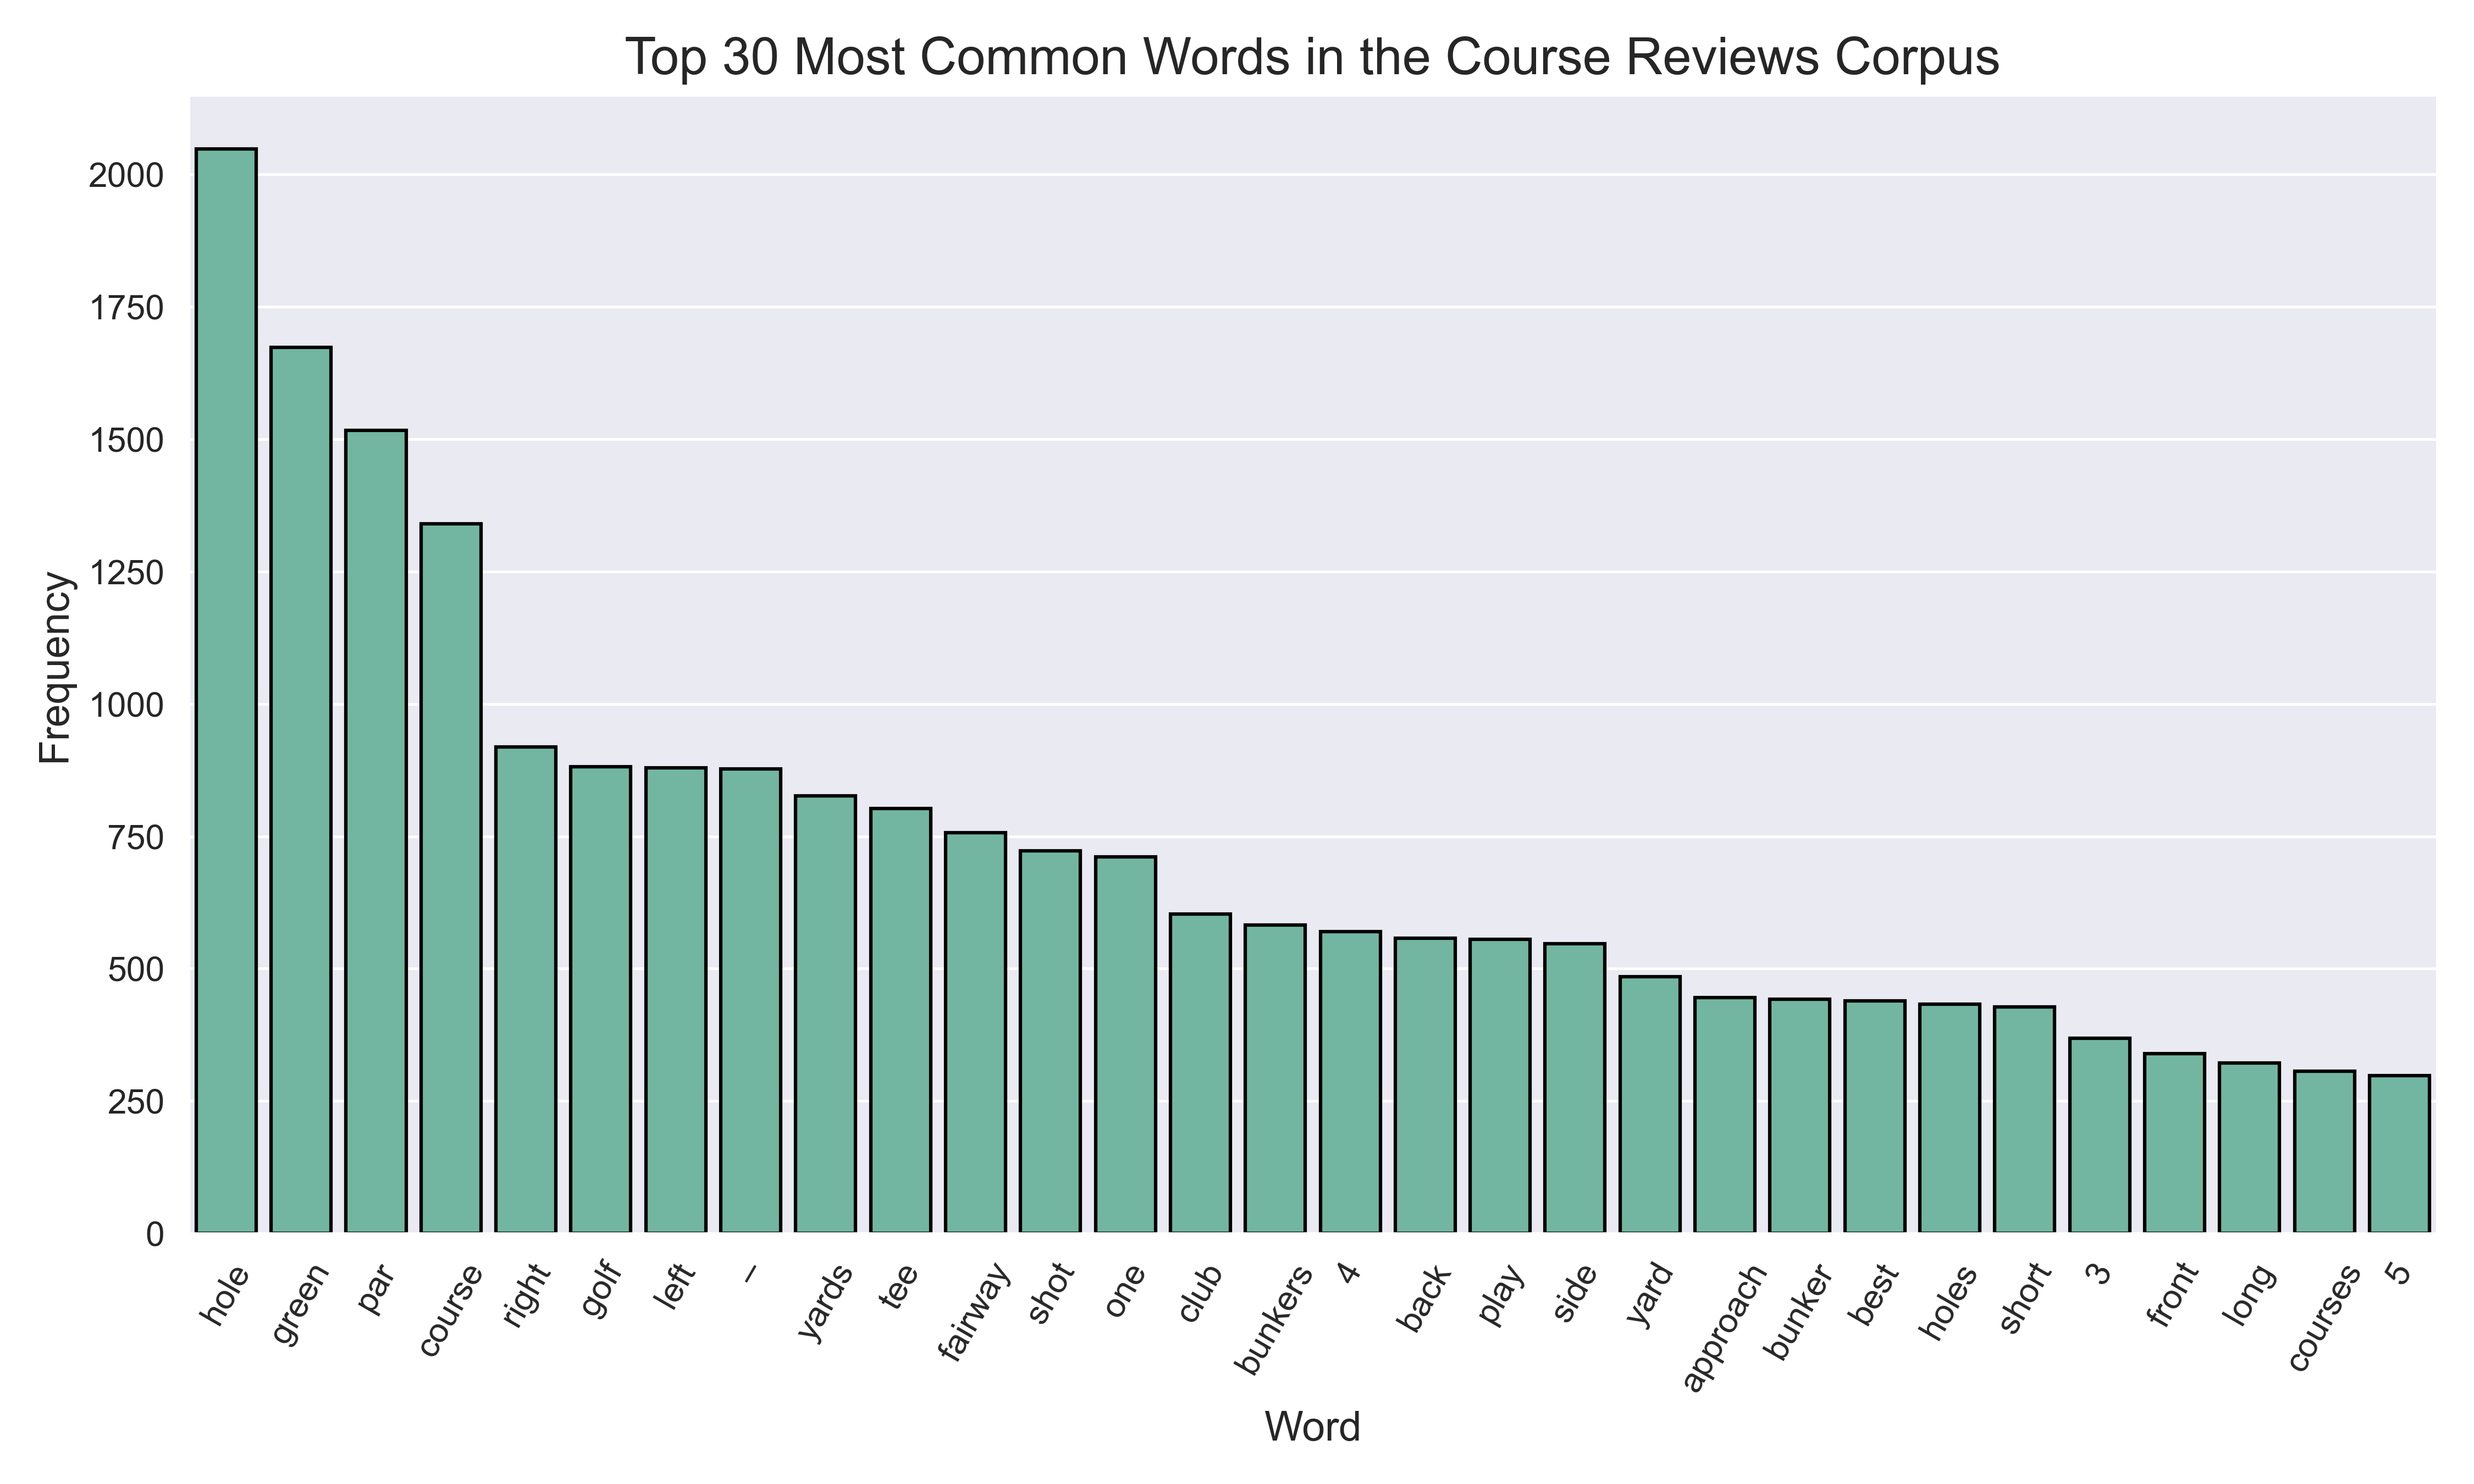 Top 30 Most Common Words in the Course Reviews Corpus
Frequency
2000
1750
1500
1250
1000
750
500
250
0
hole
green
par
course
right
golf
left
–
yards
tee
fairway
shot
one
club
bunkers
4
back
play
side
yard
approach
bunker
best
holes
short
3
front
long
courses
5
Word